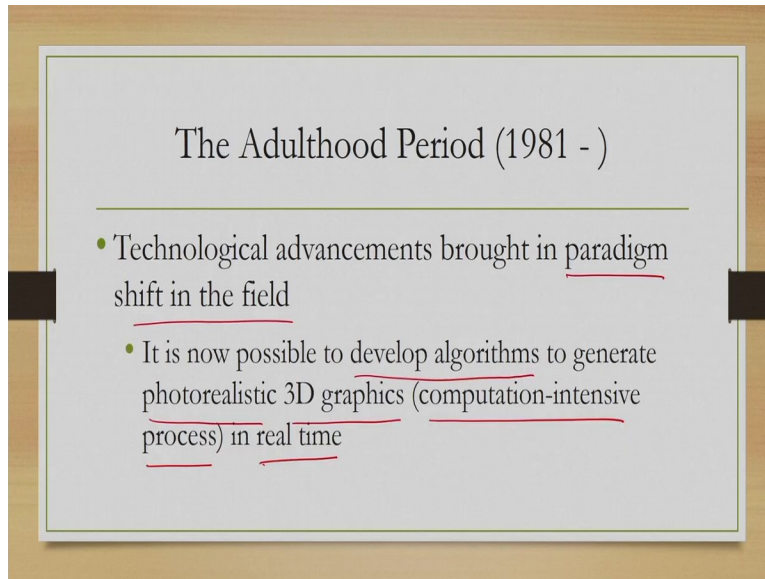 The Adulthood Period (1981 - )
• Technological advancements brought in paradigm
shift in the field
• It is now possible to develop algorithms to generate
photorealistic 3D graphics (computation-intensive
process) in real time